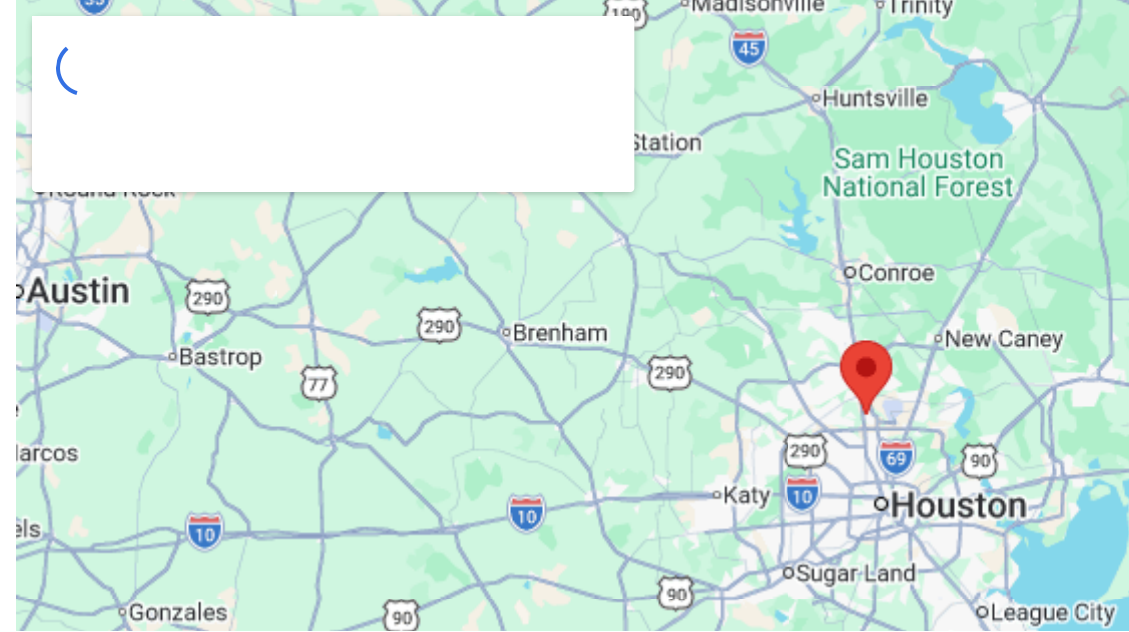 35
190
Madisonville
Trinity
45
Huntsville
Station
Sam Houston
National Forest
Round Rock
Conroe
Austin
290
290
Brenham
New Caney
Bastrop
290
77
arcos
290
69
90
Katy
10
Houston
10
els
10
Sugar Land
90
Gonzales
90
League City